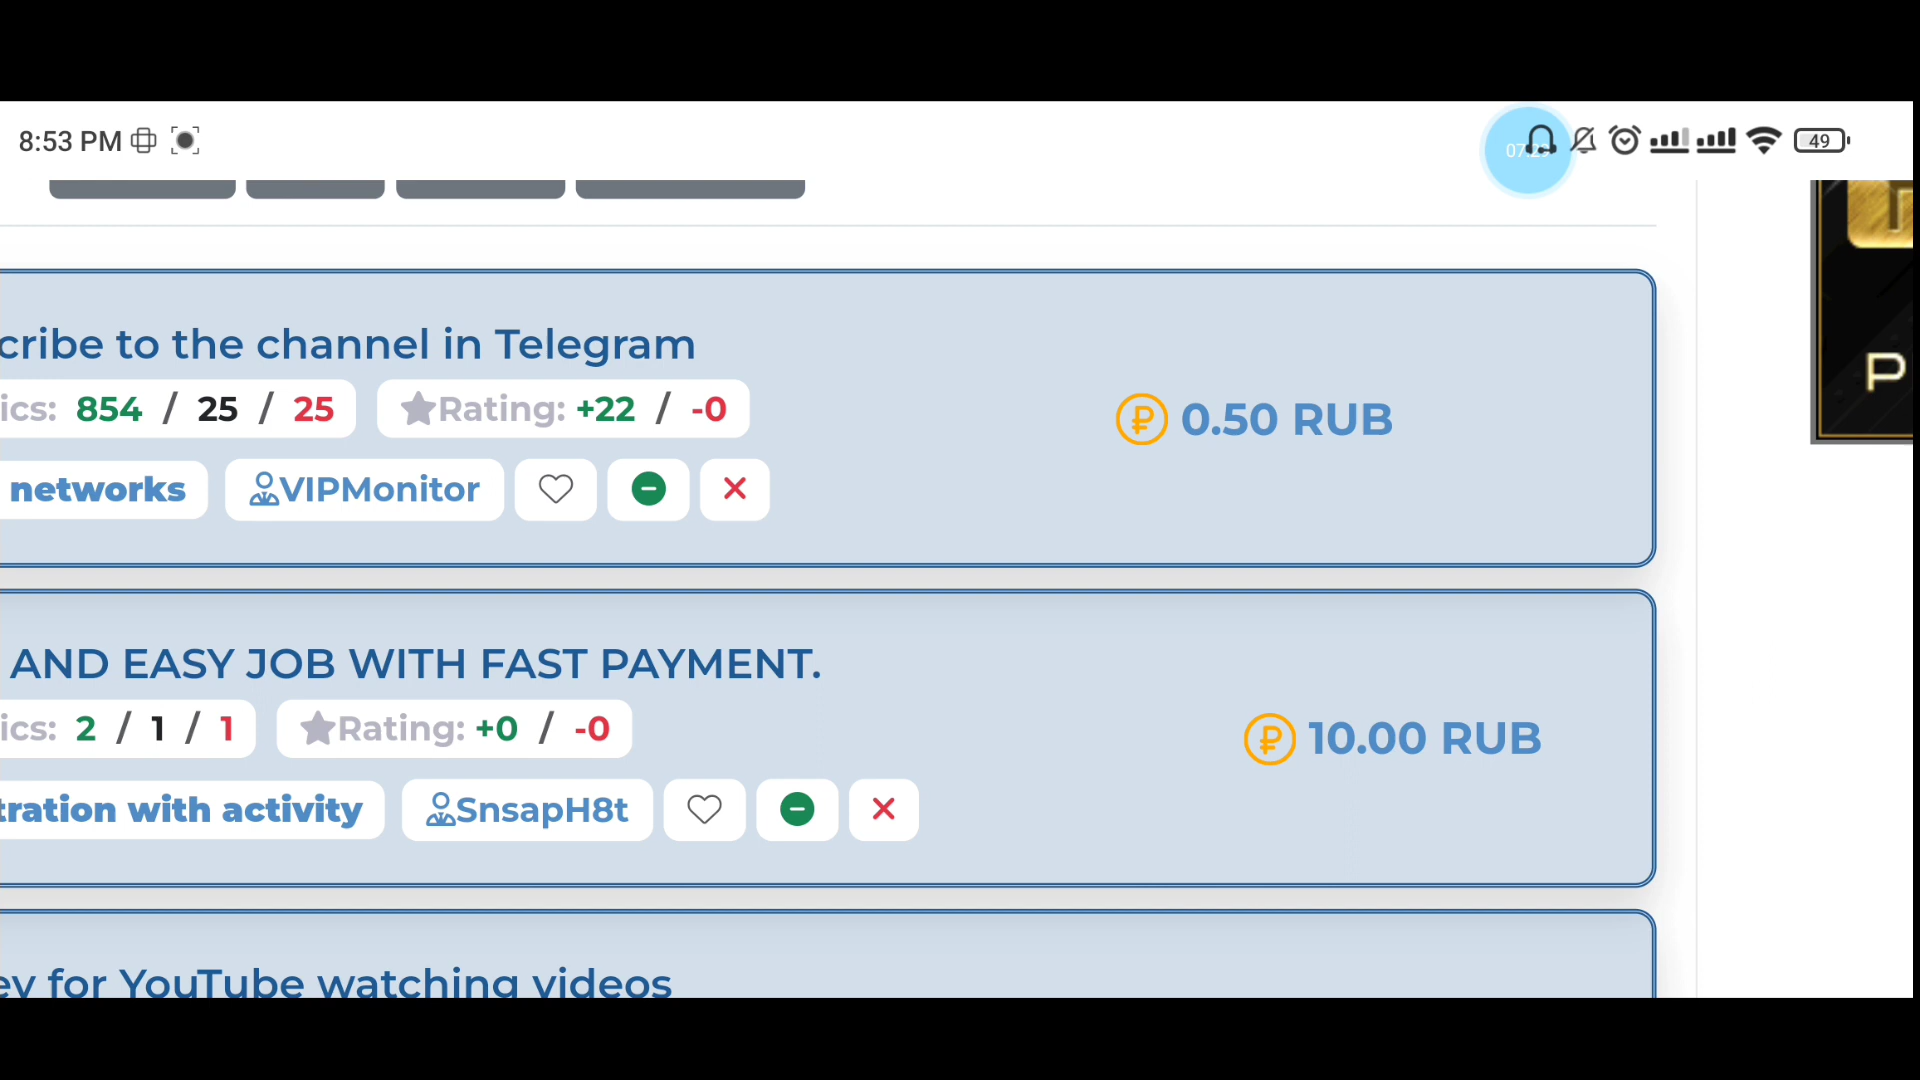 8:53 PM
49
cribe to the channel in Telegram
ics: 854 / 25 / 25 Rating: +22 / -0
0.50 RUB
networks VIPMonitor
AND EASY JOB WITH FAST PAYMENT.
ics: 2 / 1 / 1 Rating: +0 / -0
10.00 RUB
tration with activity SnsapH8t
ey for YouTube watching videos
P